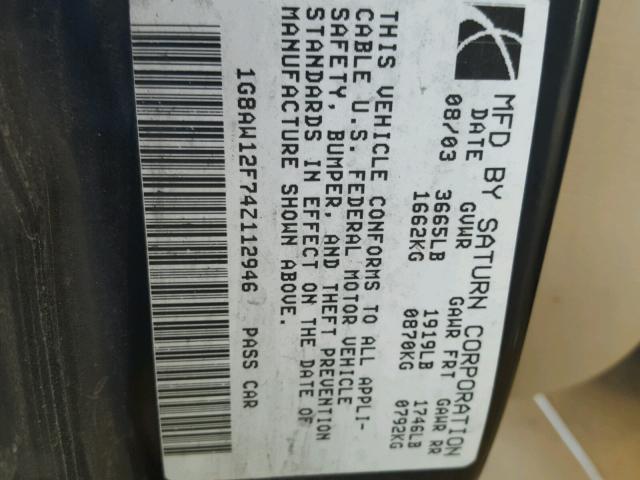 MFD BY SATURN CORPORATION
DATE GVWR GAWR FRT GAWR RR
08/03 3665LB 1919LB 1746LB
1662KG 0870KG 0792KG
THIS VEHICLE CONFORMS TO ALL APPLI-
CABLE U.S. FEDERAL MOTOR VEHICLE
SAFETY, BUMPER, AND THEFT PREVENTION
STANDARDS IN EFFECT ON THE DATE OF
MANUFACTURE SHOWN ABOVE.
1G8AW12F74Z112946 PASS CAR